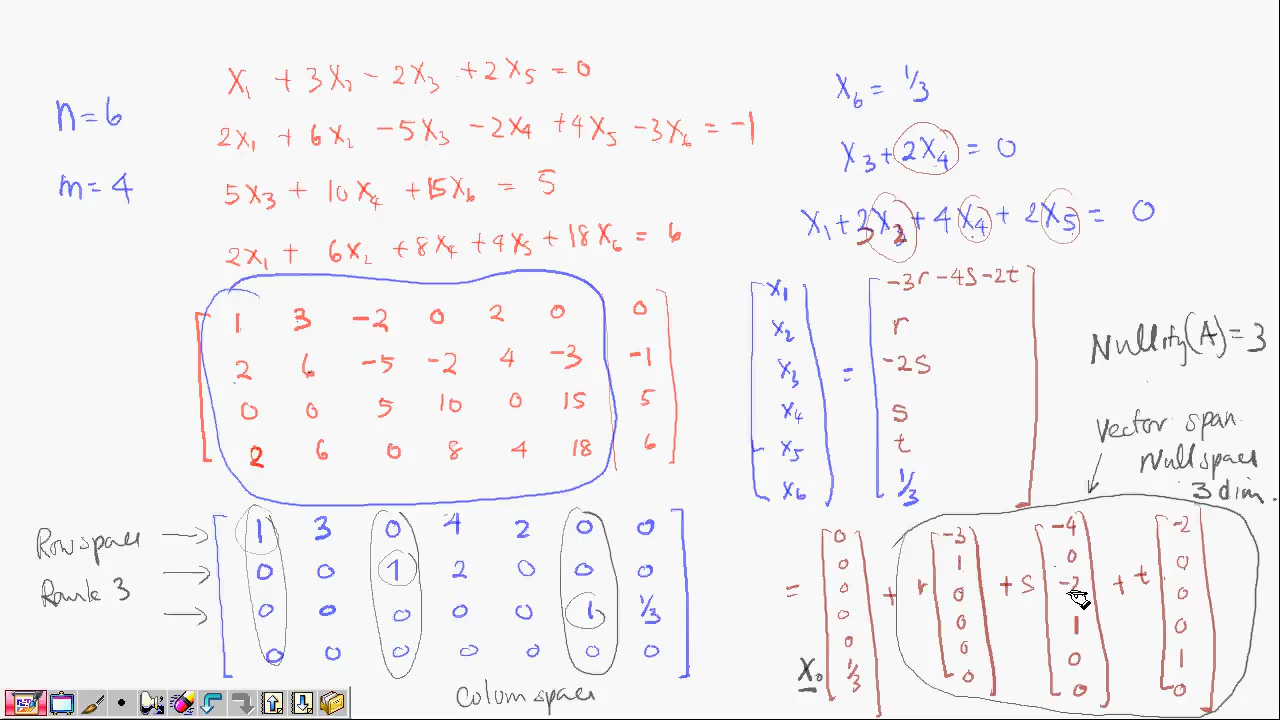 n=6
m=4
X₁ + 3X₂ - 2X₃ + 2X₅ = 0
2X₁ + 6X₂ - 5X₃ - 2X₄ + 4X₅ - 3X₆ = -1
5X₃ + 10X₄ + 15X₆ = 5
2X₁ + 6X₂ + 8X₄ + 4X₅ + 18X₆ = 6
1 3 -2 0 2 0 0
2 6 -5 -2 4 -3 -1
0 0 5 10 0 15 5
2 6 0 8 4 18 6
Row space
Rank 3
1 3 0 4 2 0 0
0 0 1 2 0 0 0
0 0 0 0 0 1 1/3
0 0 0 0 0 0 0
Colum space
X₆ = 1/3
X₃ + 2X₄ = 0
X₁ + 3X₂ + 4X₄ + 2X₅ = 0
X₁ -3r -4s -2t
X₂ r
X₃ = -2s
X₄ s
X₅ t
X₆ 1/3
Nullity(A) = 3
Vector span
Null space
3 dim.
0 -3 -4 -2
0 1 0 0
= 0 + r 0 + s -2 + t 0
0 0 1 0
0 0 0 1
1/3 0 0 0
X₀